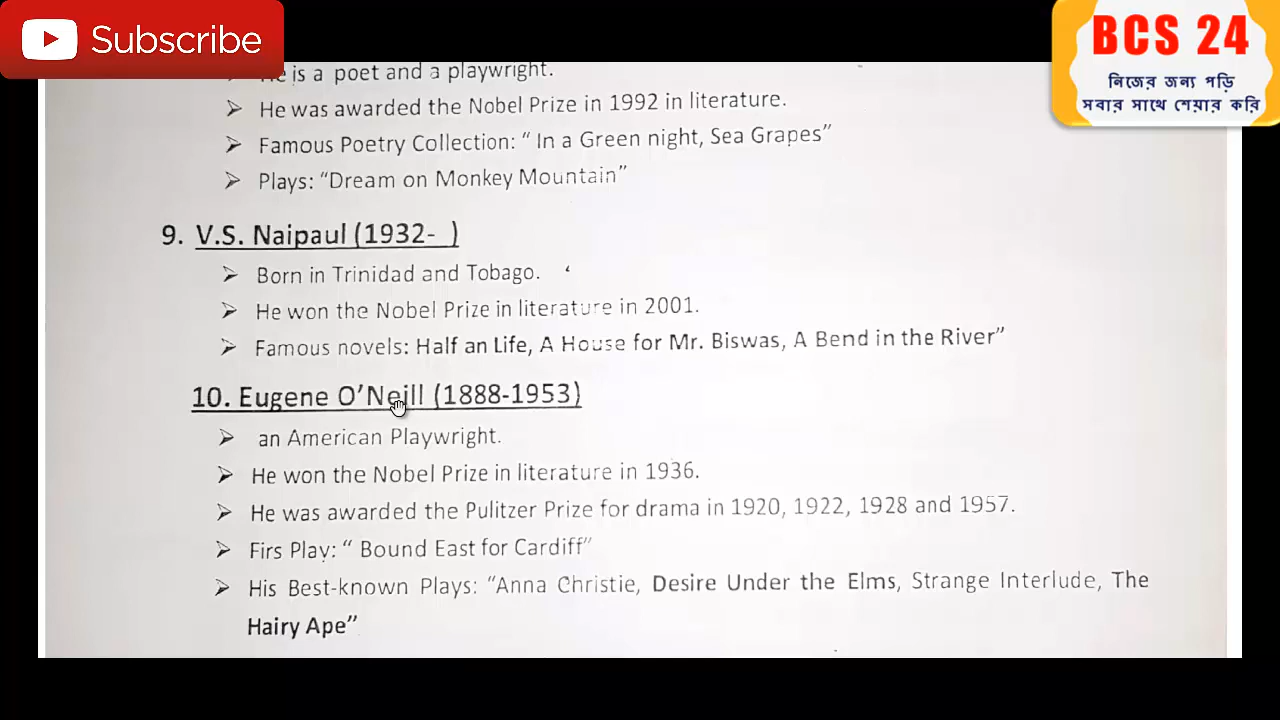 Subscribe
BCS 24
নিজের জন্য পড়ি
সবার সাথে শেয়ার করি
➢ He is a poet and a playwright.
➢ He was awarded the Nobel Prize in 1992 in literature.
➢ Famous Poetry Collection: “ In a Green night, Sea Grapes”
➢ Plays: “Dream on Monkey Mountain”
9. V.S. Naipaul (1932- )
➢ Born in Trinidad and Tobago.
➢ He won the Nobel Prize in literature in 2001.
➢ Famous novels: Half an Life, A House for Mr. Biswas, A Bend in the River”
10. Eugene O’Neill (1888-1953)
➢ an American Playwright.
➢ He won the Nobel Prize in literature in 1936.
➢ He was awarded the Pulitzer Prize for drama in 1920, 1922, 1928 and 1957.
➢ Firs Play: “ Bound East for Cardiff”
➢ His Best-known Plays: “Anna Christie, Desire Under the Elms, Strange Interlude, The
Hairy Ape”